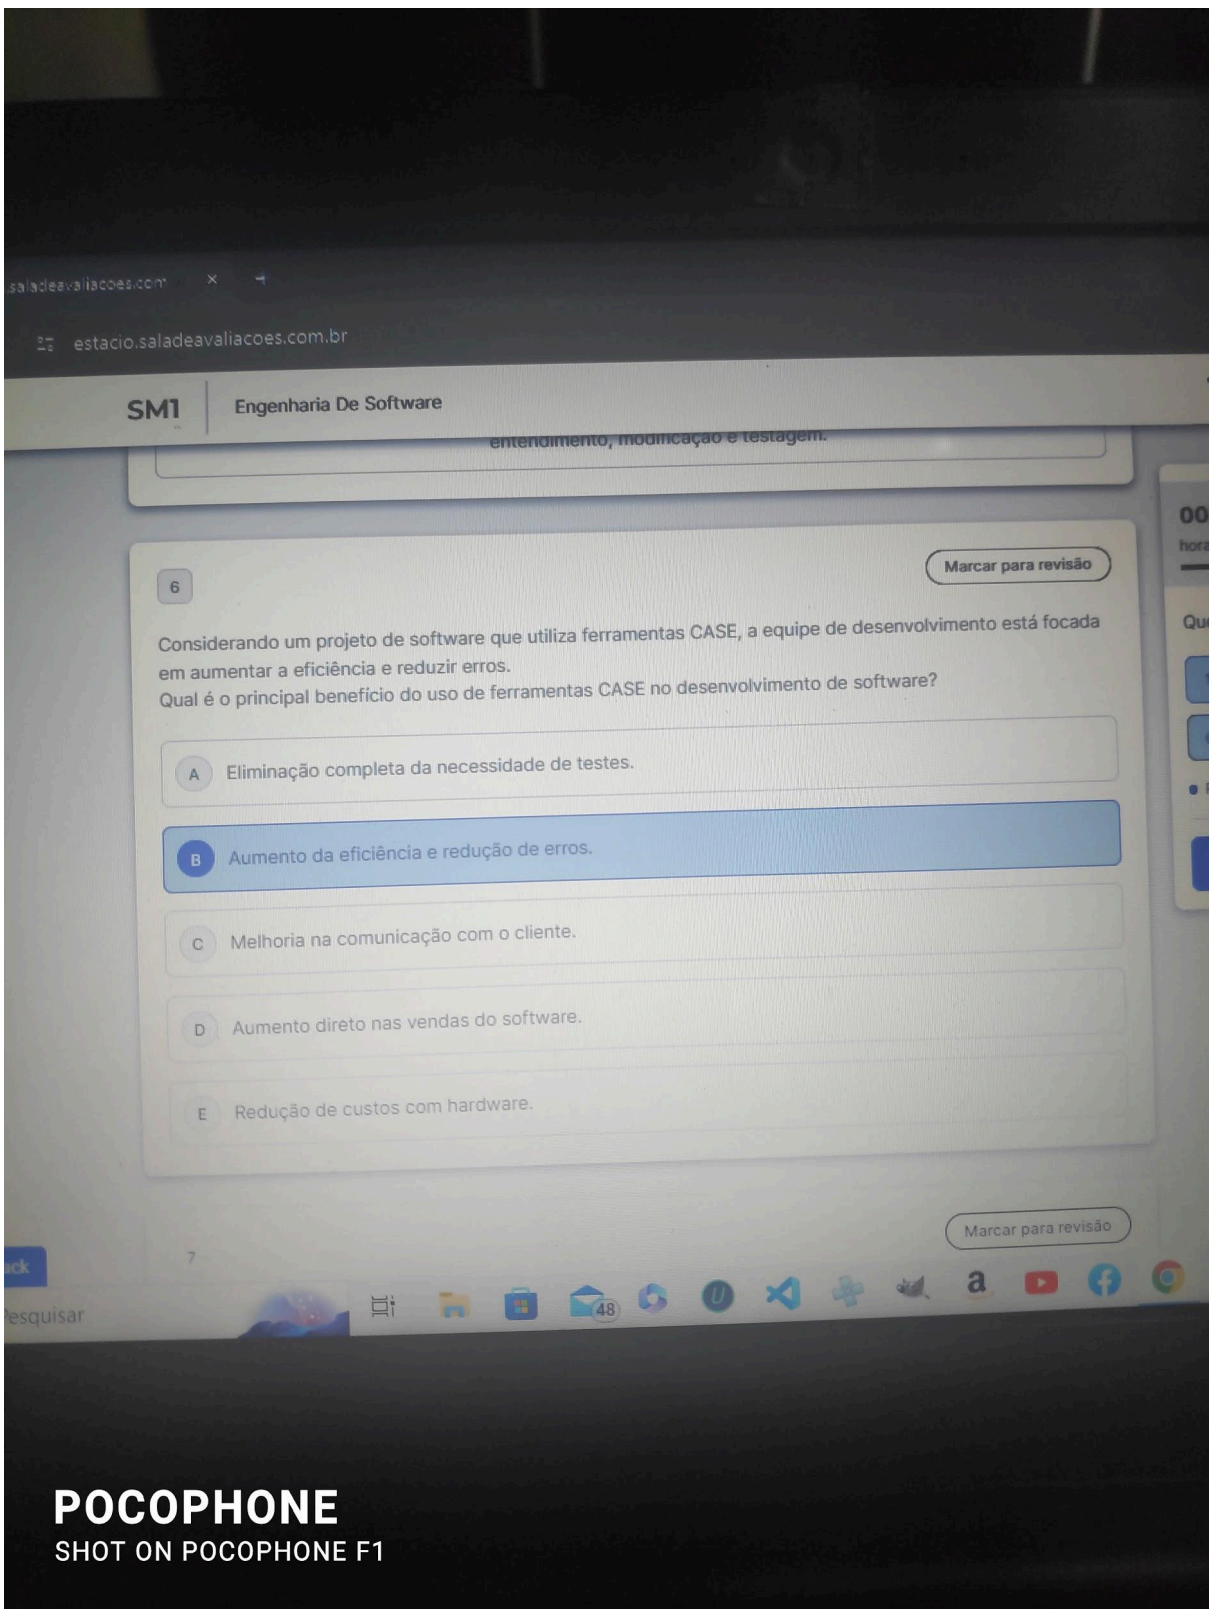 .saladeavaliacoes.com
estacio.saladeavaliacoes.com.br
SM1
Engenharia De Software
entendimento, modificação e testagem.
00
hora
6
Marcar para revisão
Considerando um projeto de software que utiliza ferramentas CASE, a equipe de desenvolvimento está focada
em aumentar a eficiência e reduzir erros.
Qual é o principal benefício do uso de ferramentas CASE no desenvolvimento de software?
Que
A Eliminação completa da necessidade de testes.
B Aumento da eficiência e redução de erros.
C Melhoria na comunicação com o cliente.
D Aumento direto nas vendas do software.
E Redução de custos com hardware.
7
Marcar para revisão
ack
Pesquisar
48
a
POCOPHONE
SHOT ON POCOPHONE F1